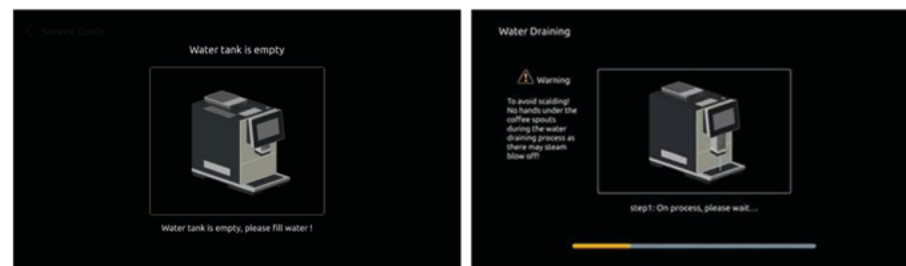 < Service Guide
Water tank is empty
Water tank is empty, please fill water !
Water Draining
Warning
To avoid scalding!
No hands under the
coffee spouts
during the water
draining process as
there may steam
blow off!
step1: On process, please wait....